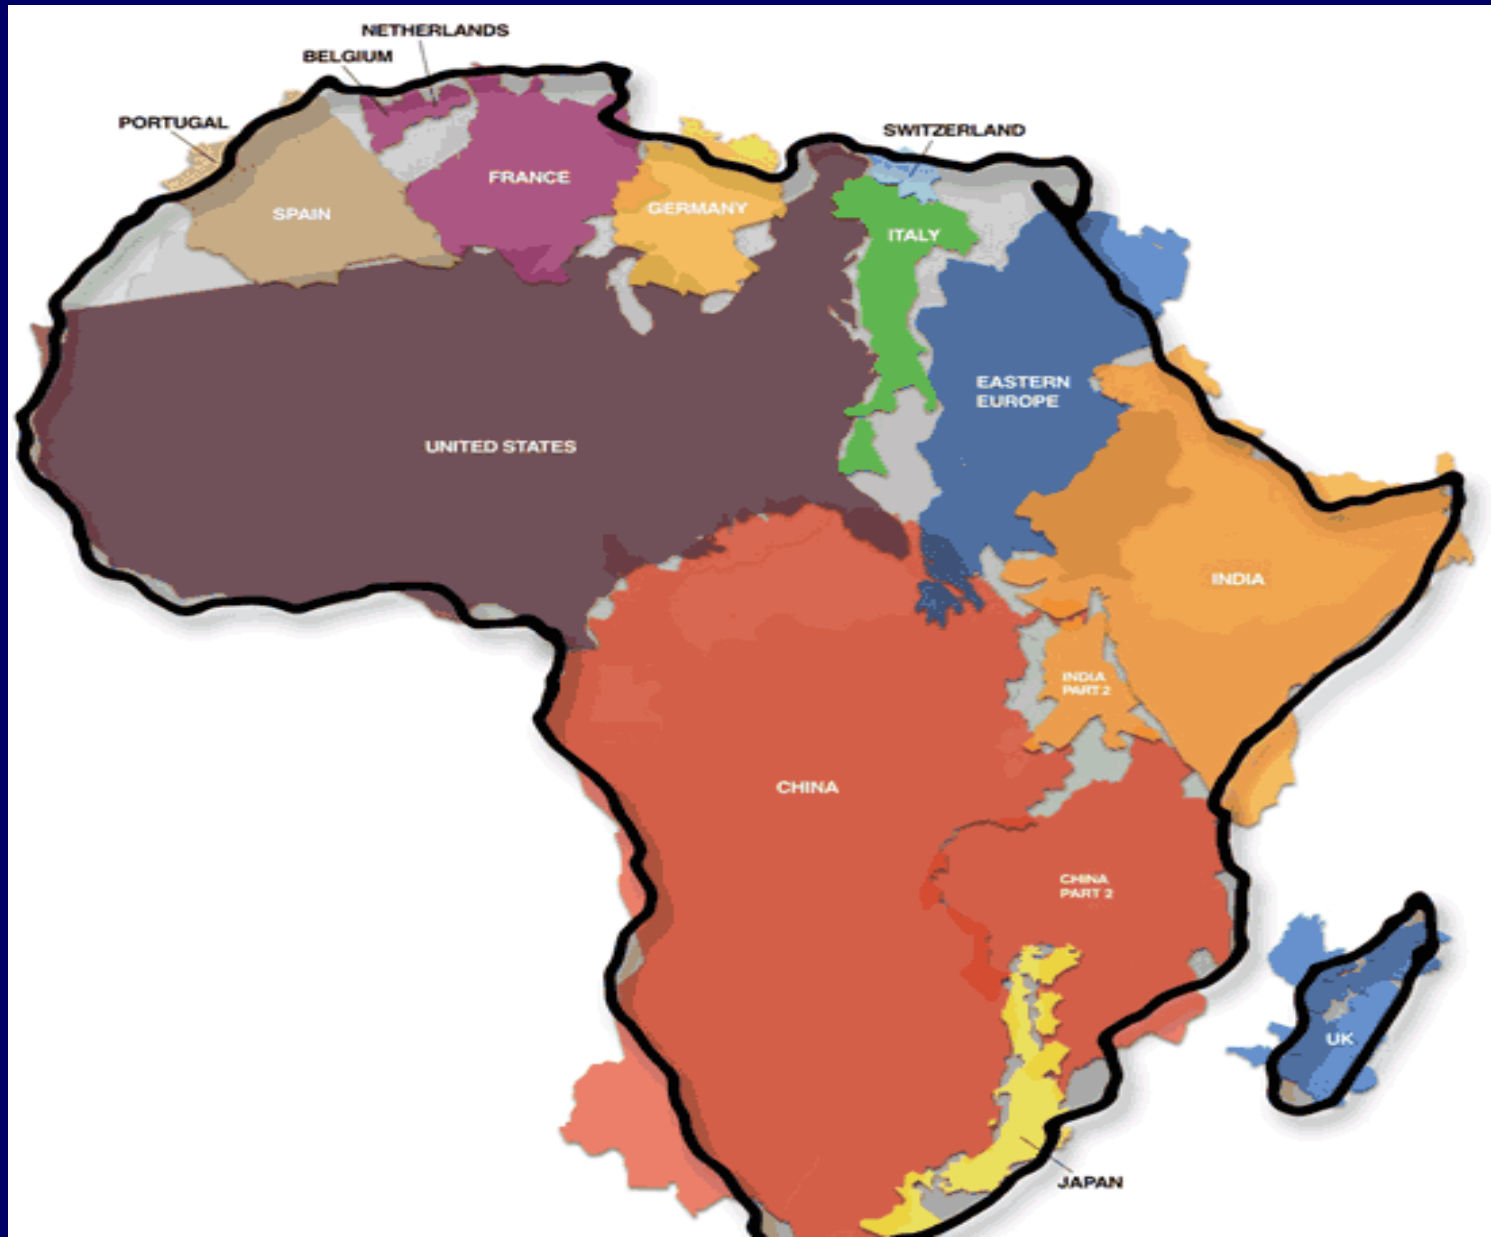 NETHERLANDS
BELGIUM
PORTUGAL
SWITZERLAND
FRANCE
SPAIN
GERMANY
ITALY
EASTERN
EUROPE
UNITED STATES
INDIA
INDIA
PART 2
CHINA
CHINA
PART 2
UK
JAPAN